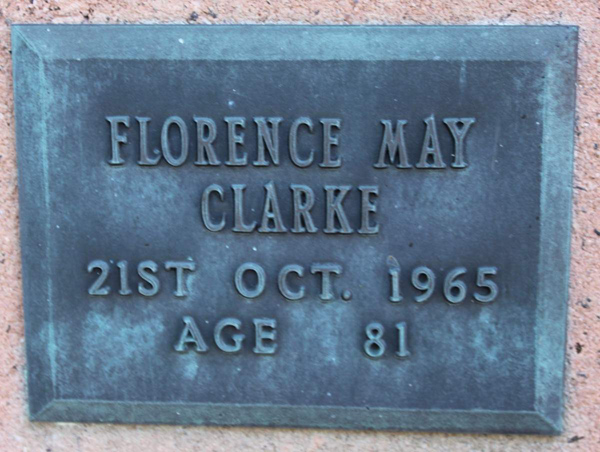 FLORENCE MAY
CLARKE
21ST OCT. 1965
AGE 81